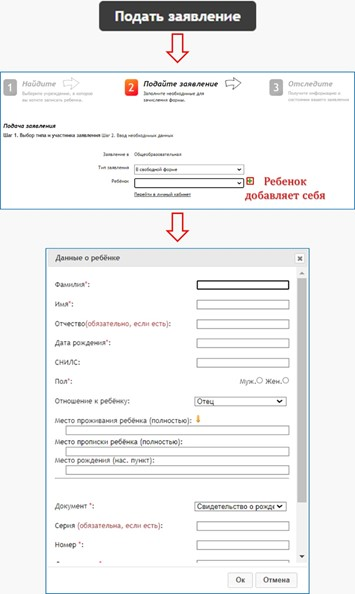 Подать заявление
1 Найдите
Выберите учреждение, в которое
вы хотите записать ребёнка.
2 Подайте заявление
Заполните необходимые для
зачисления формы.
3 Отследите
Получите информацию о
состоянии вашего заявления
Подача заявления
Шаг 1. Выбор типа и участника заявления Шаг 2. Ввод необходимых данных
Заявление в Общеобразовательная
Тип заявления В свободной форме
Ребёнок
Перейти в личный кабинет
Ребенок
добавляет себя
Данные о ребёнке
Фамилия*:
Имя*:
Отчество(обязательно, если есть):
Дата рождения*:
СНИЛС:
Пол*: Муж. Жен.
Отношение к ребёнку: Отец
Место проживания ребёнка (полностью):
Место прописки ребёнка (полностью):
Место рождения (нас. пункт):
Документ *: Свидетельство о рожде
Серия (обязательна, если есть):
Номер *:
Ок Отмена